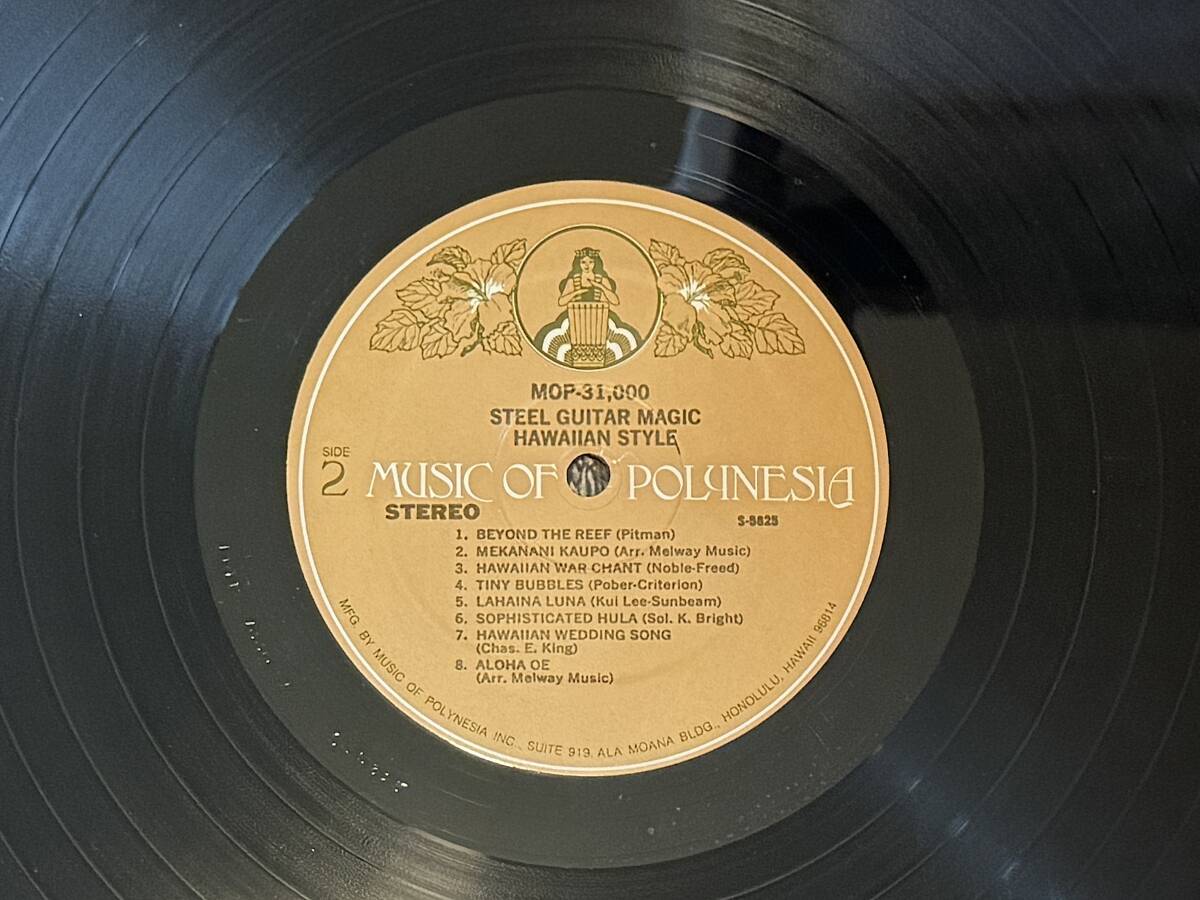 MOP-31,000
STEEL GUITAR MAGIC
HAWAIIAN STYLE
SIDE
2
MUSIC OF POLYNESIA
STEREO
S-5625
1. BEYOND THE REEF (Pitman)
2. MEKANANI KAUPO (Arr. Melway Music)
3. HAWAIIAN WAR CHANT (Noble-Freed)
4. TINY BUBBLES (Pober-Criterion)
5. LAHAINA LUNA (Kui Lee-Sunbeam)
6. SOPHISTICATED HULA (Sol. K. Bright)
7. HAWAIIAN WEDDING SONG
(Chas. E. King)
8. ALOHA OE
(Arr. Melway Music)
MFG. BY MUSIC OF POLYNESIA INC., SUITE 919, ALA MOANA BLDG., HONOLULU, HAWAII 96814